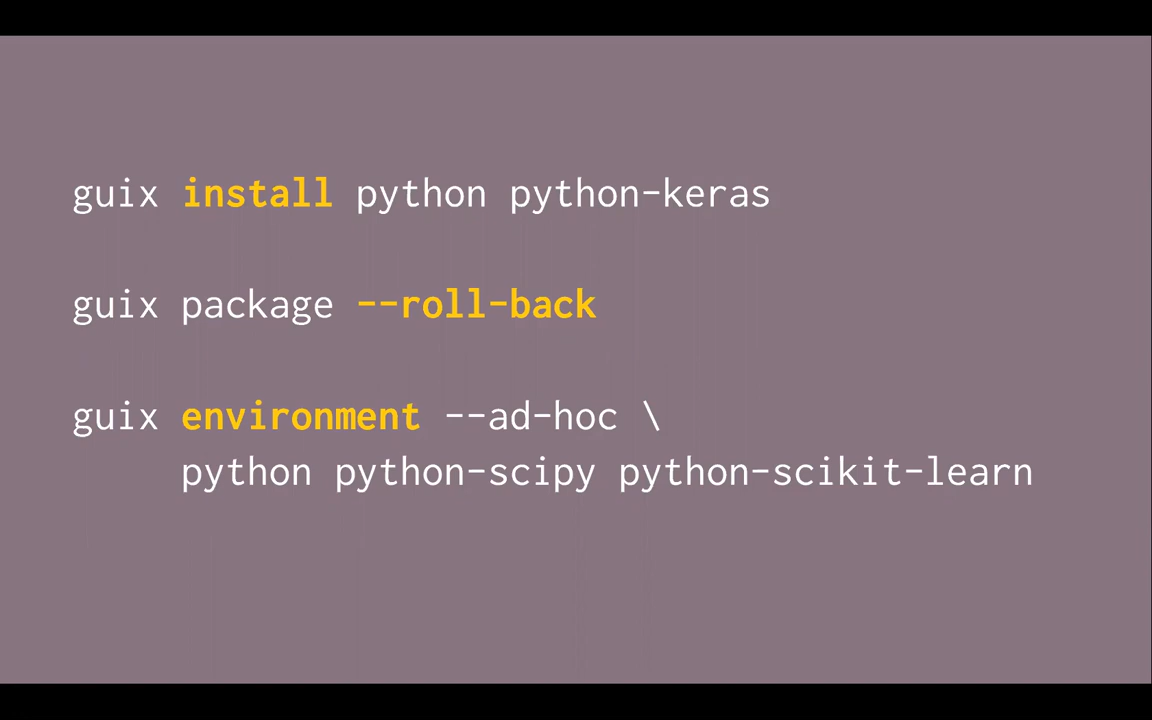 guix install python python-keras
guix package --roll-back
guix environment --ad-hoc \
python python-scipy python-scikit-learn